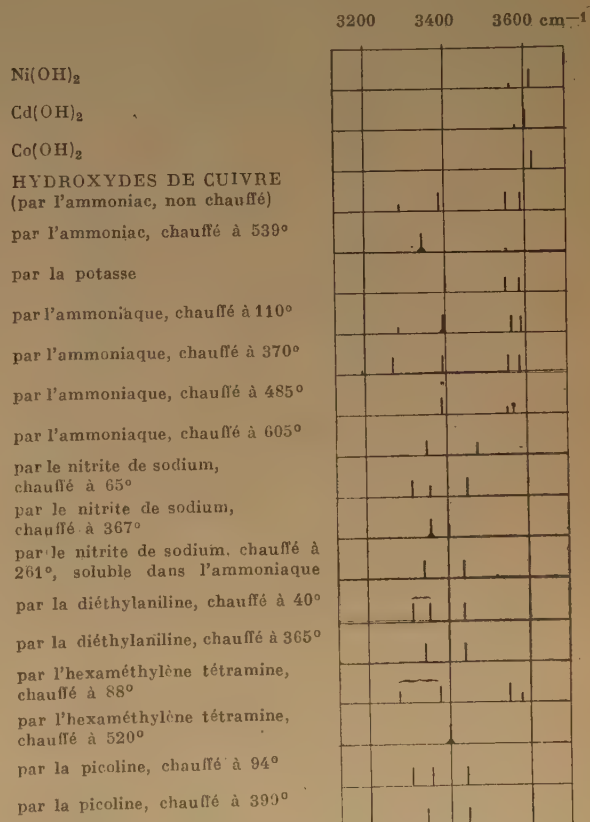 3200 3400 3600 cm—1
Ni(OH)2
Cd(OH)2
Co(OH)2
HYDROXYDES DE CUIVRE
(par l'ammoniac, non chauffé)
par l'ammoniac, chauffé à 539°
par la potasse
par l'ammoniaque, chauffé à 110°
par l'ammoniaque, chauffé à 370°
par l'ammoniaque, chauffé à 485°
par l'ammoniaque, chauffé à 605°
par le nitrite de sodium,
chauffé à 65°
par le nitrite de sodium,
chauffé à 367°
par le nitrite de sodium. chauffé à
261°, soluble dans l'ammoniaque
par la diéthylaniline, chauffé à 40°
par la diéthylaniline, chauffé à 365°
par l'hexaméthylène tétramine,
chauffé à 88°
par l'hexaméthylène tétramine,
chauffé à 520°
par la picoline, chauffé à 94°
par la picoline, chauffé à 399°